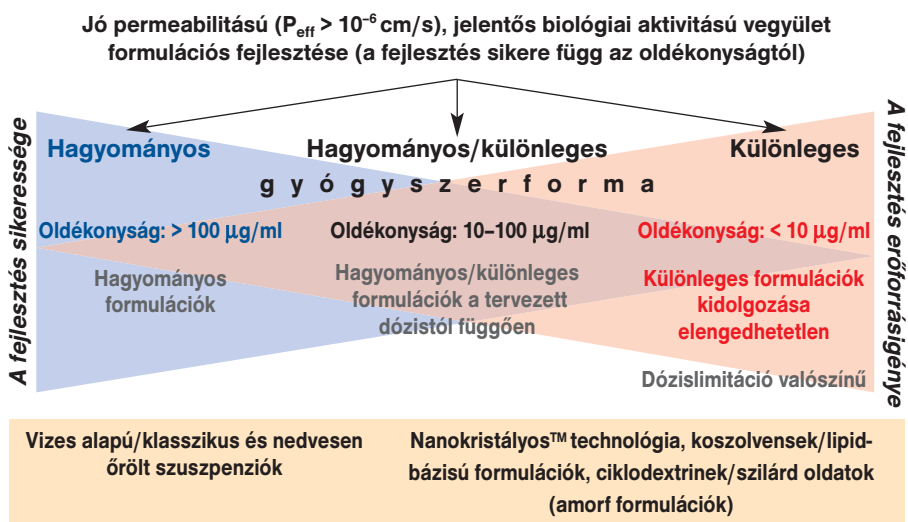 Jó permeabilitású (Peff > 10⁻⁶ cm/s), jelentős biológiai aktivitású vegyület
formulációs fejlesztése (a fejlesztés sikere függ az oldékonyságtól)
A fejlesztés sikeressége
Hagyományos
Hagyományos/különleges
Különleges
gyógyszerforma
Oldékonyság: > 100 µg/ml
Oldékonyság: 10–100 µg/ml
Oldékonyság: < 10 µg/ml
Hagyományos
formulációk
Hagyományos/különleges
formulációk a tervezett
dózistól függően
Különleges formulációk
kidolgozása
elengedhetetlen
Dózislimitáció valószínű
A fejlesztés erőforrásigénye
Vizes alapú/klasszikus és nedvesen
őrölt szuszpenziók
Nanokristályos™ technológia, koszolvensek/lipid-
bázisú formulációk, ciklodextrinek/szilárd oldatok
(amorf formulációk)